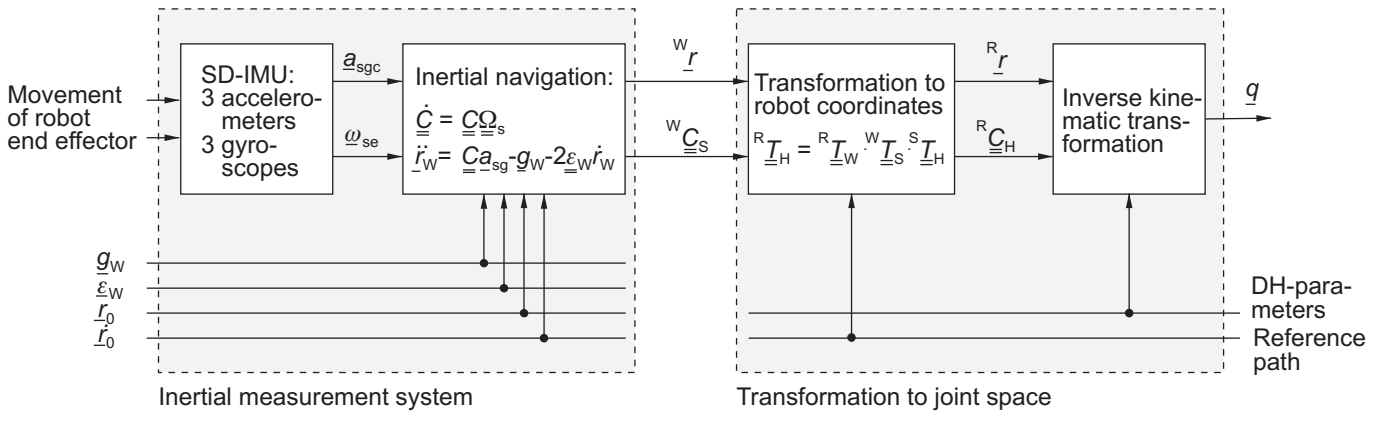 Movement
of robot
end effector
SD-IMU:
3 accelero-
meters
3 gyro-
scopes
a_sgc
ω_se
Inertial navigation:
Ċ = CΩ_s
r̈_W = C a_sg-g_W-2ε_W ṙ_W
^W r
^W C_S
Transformation to
robot coordinates
^R T_H = ^R T_W · ^W T_S · ^S T_H
^R r
^R C_H
Inverse kine-
matic trans-
formation
q
g_W
ε_W
r_0
ṙ_0
DH-para-
meters
Reference
path
Inertial measurement system
Transformation to joint space